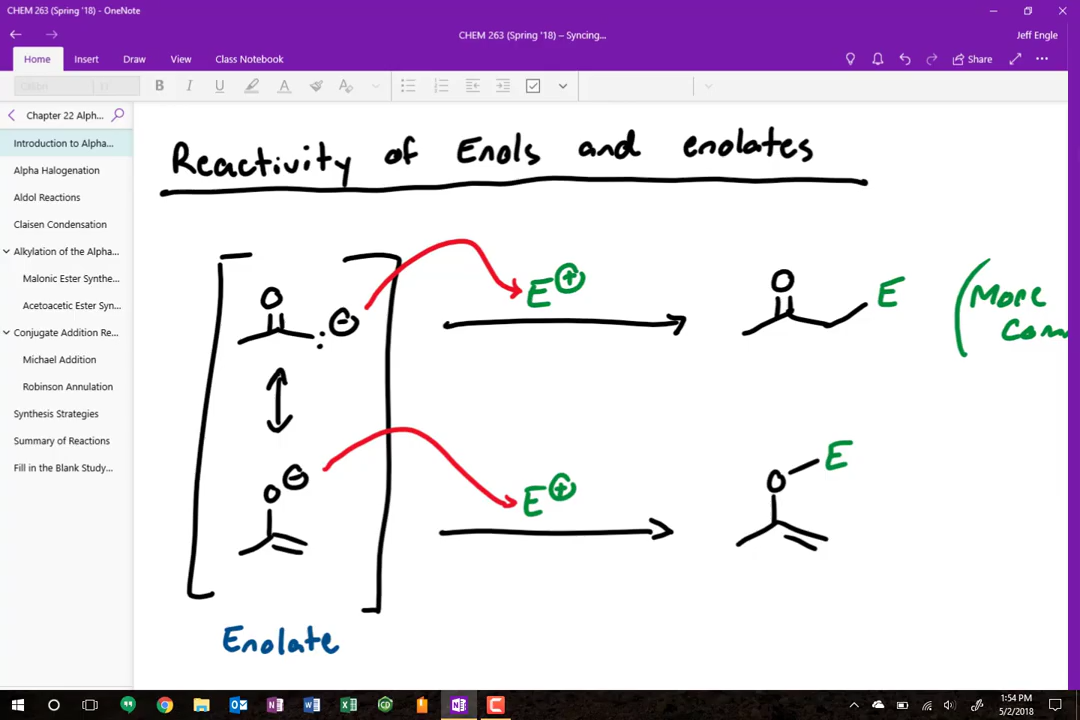 CHEM 263 (Spring '18) - OneNote
CHEM 263 (Spring '18) – Syncing...
Jeff Engle
Home Insert Draw View Class Notebook
Share
B I U A
Chapter 22 Alph...
Introduction to Alpha...
Alpha Halogenation
Aldol Reactions
Claisen Condensation
Alkylation of the Alpha...
Malonic Ester Synthe...
Acetoacetic Ester Syn...
Conjugate Addition Re...
Michael Addition
Robinson Annulation
Synthesis Strategies
Summary of Reactions
Fill in the Blank Study...
Reactivity of Enols and enolates
O
⊖
E⊕
O
E
(More
Com
O⊖
E⊕
O
E
Enolate
1:54 PM
5/2/2018